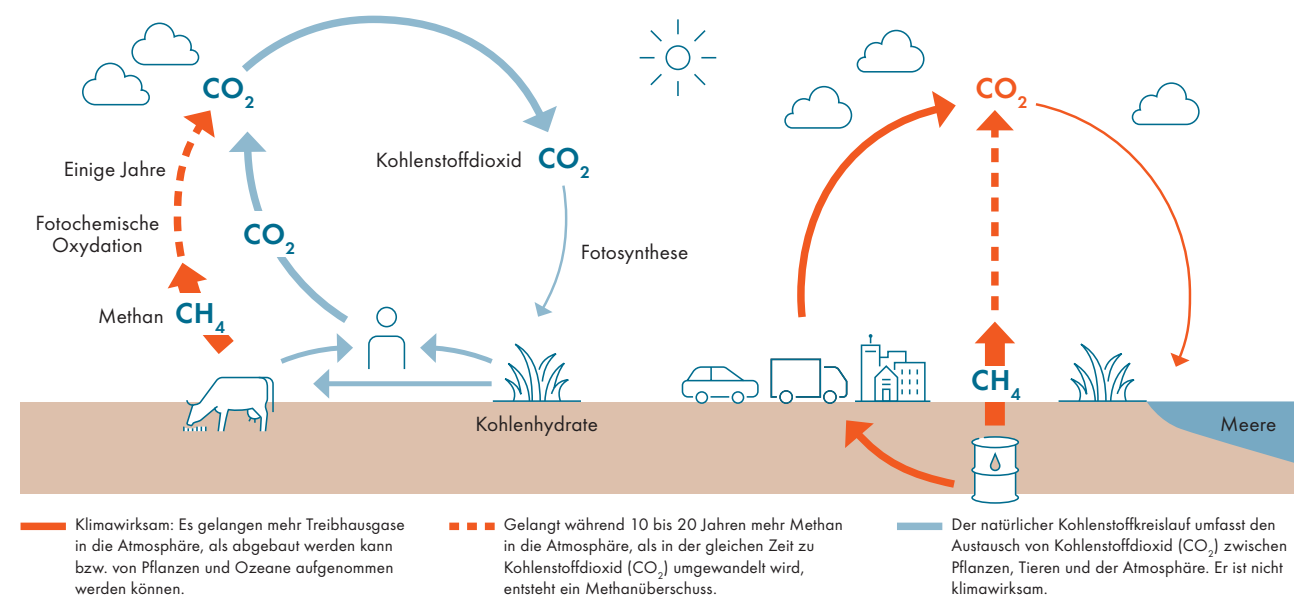 CO₂
Kohlenstoffdioxid CO₂
Einige Jahre
Fotochemische
Oxydation
CO₂
Fotosynthese
Methan CH₄
Kohlenhydrate
CO₂
CH₄
Meere
Klimawirksam: Es gelangen mehr Treibhausgase
in die Atmosphäre, als abgebaut werden kann
bzw. von Pflanzen und Ozeane aufgenommen
werden können.
Gelangt während 10 bis 20 Jahren mehr Methan
in die Atmosphäre, als in der gleichen Zeit zu
Kohlenstoffdioxid (CO₂) umgewandelt wird,
entsteht ein Methanüberschuss.
Der natürlicher Kohlenstoffkreislauf umfasst den
Austausch von Kohlenstoffdioxid (CO₂) zwischen
Pflanzen, Tieren und der Atmosphäre. Er ist nicht
klimawirksam.